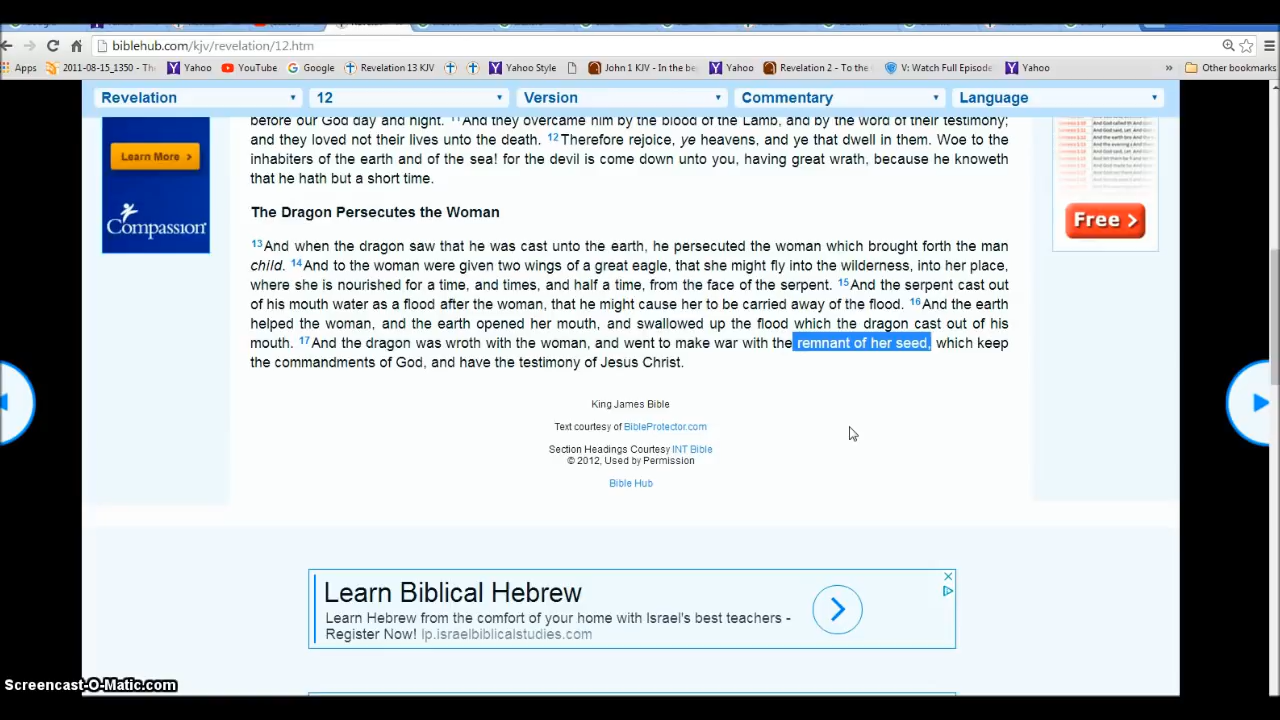 biblehub.com/kjv/revelation/12.htm
Apps 2011-08-15_1350 - Th Yahoo YouTube Google Revelation 13 KJV Yahoo Style John 1 KJV - In the be Yahoo Revelation 2 - To the V: Watch Full Episode Yahoo » Other bookmarks
Revelation 12 Version Commentary Language
before our God day and night. 11And they overcame him by the blood of the Lamb, and by the word of their testimony;
and they loved not their lives unto the death. 12Therefore rejoice, ye heavens, and ye that dwell in them. Woe to the
inhabiters of the earth and of the sea! for the devil is come down unto you, having great wrath, because he knoweth
that he hath but a short time.
The Dragon Persecutes the Woman
13And when the dragon saw that he was cast unto the earth, he persecuted the woman which brought forth the man
child. 14And to the woman were given two wings of a great eagle, that she might fly into the wilderness, into her place,
where she is nourished for a time, and times, and half a time, from the face of the serpent. 15And the serpent cast out
of his mouth water as a flood after the woman, that he might cause her to be carried away of the flood. 16And the earth
helped the woman, and the earth opened her mouth, and swallowed up the flood which the dragon cast out of his
mouth. 17And the dragon was wroth with the woman, and went to make war with the remnant of her seed, which keep
the commandments of God, and have the testimony of Jesus Christ.
King James Bible
Text courtesy of BibleProtector.com
Section Headings Courtesy INT Bible
© 2012, Used by Permission
Bible Hub
Learn More >
Compassion
Free >
Learn Biblical Hebrew
Learn Hebrew from the comfort of your home with Israel's best teachers -
Register Now! lp.israelbiblicalstudies.com
Screencast-O-Matic.com